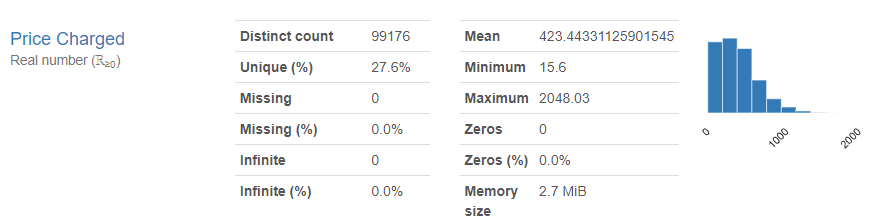 Price Charged
Real number (ℝ≥0)
Distinct count 99176
Unique (%) 27.6%
Missing 0
Missing (%) 0.0%
Infinite 0
Infinite (%) 0.0%
Mean 423.44331125901545
Minimum 15.6
Maximum 2048.03
Zeros 0
Zeros (%) 0.0%
Memory size 2.7 MiB
0
1000
2000